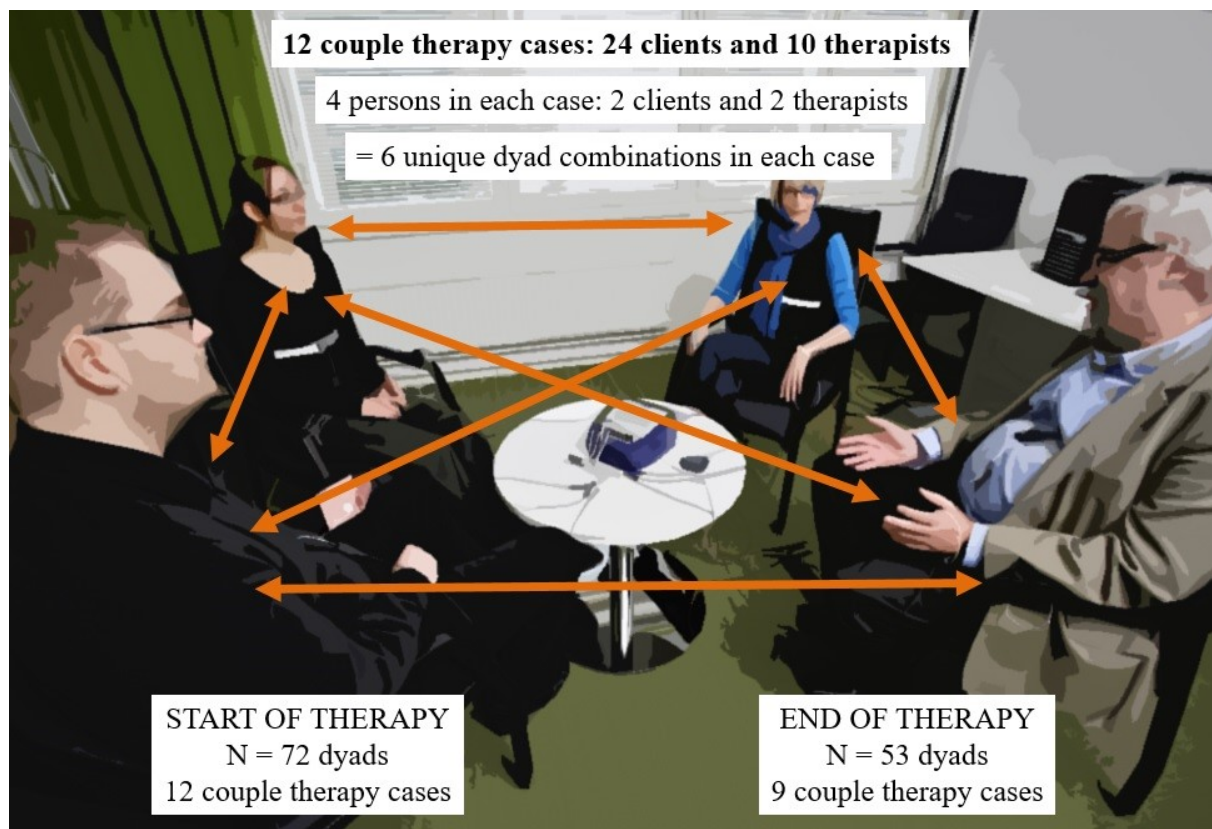 12 couple therapy cases: 24 clients and 10 therapists
4 persons in each case: 2 clients and 2 therapists
= 6 unique dyad combinations in each case
START OF THERAPY
N = 72 dyads
12 couple therapy cases
END OF THERAPY
N = 53 dyads
9 couple therapy cases